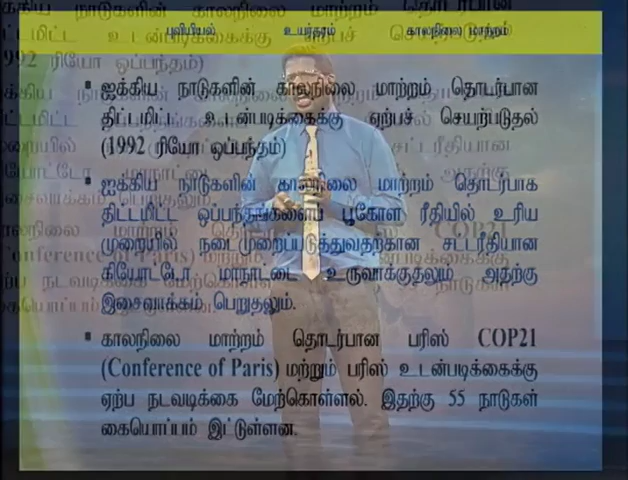 புவியியல் உயர்தரம் காலநிலை மாற்றம்
▪ ஐக்கிய நாடுகளின் காலநிலை மாற்றம் தொடர்பான
திட்டமிட்ட உடன்படிக்கைக்கு ஏற்பச் செயற்படுதல்
(1992 ரியோ ஒப்பந்தம்)
▪ ஐக்கிய நாடுகளின் காலநிலை மாற்றம் தொடர்பாக
திட்டமிட்ட ஒப்பந்தங்களைப் பூகோள ரீதியில் உரிய
முறையில் நடைமுறைப்படுத்துவதற்கான சட்டரீதியான
கியோட்டோ மாநாட்டை உருவாக்குதலும் அதற்கு
இசைவாக்கம் பெறுதலும்.
▪ காலநிலை மாற்றம் தொடர்பான பரிஸ் COP21
(Conference of Paris) மற்றும் பரிஸ் உடன்படிக்கைக்கு
ஏற்ப நடவடிக்கை மேற்கொள்ளல். இதற்கு 55 நாடுகள்
கையொப்பம் இட்டுள்ளன.